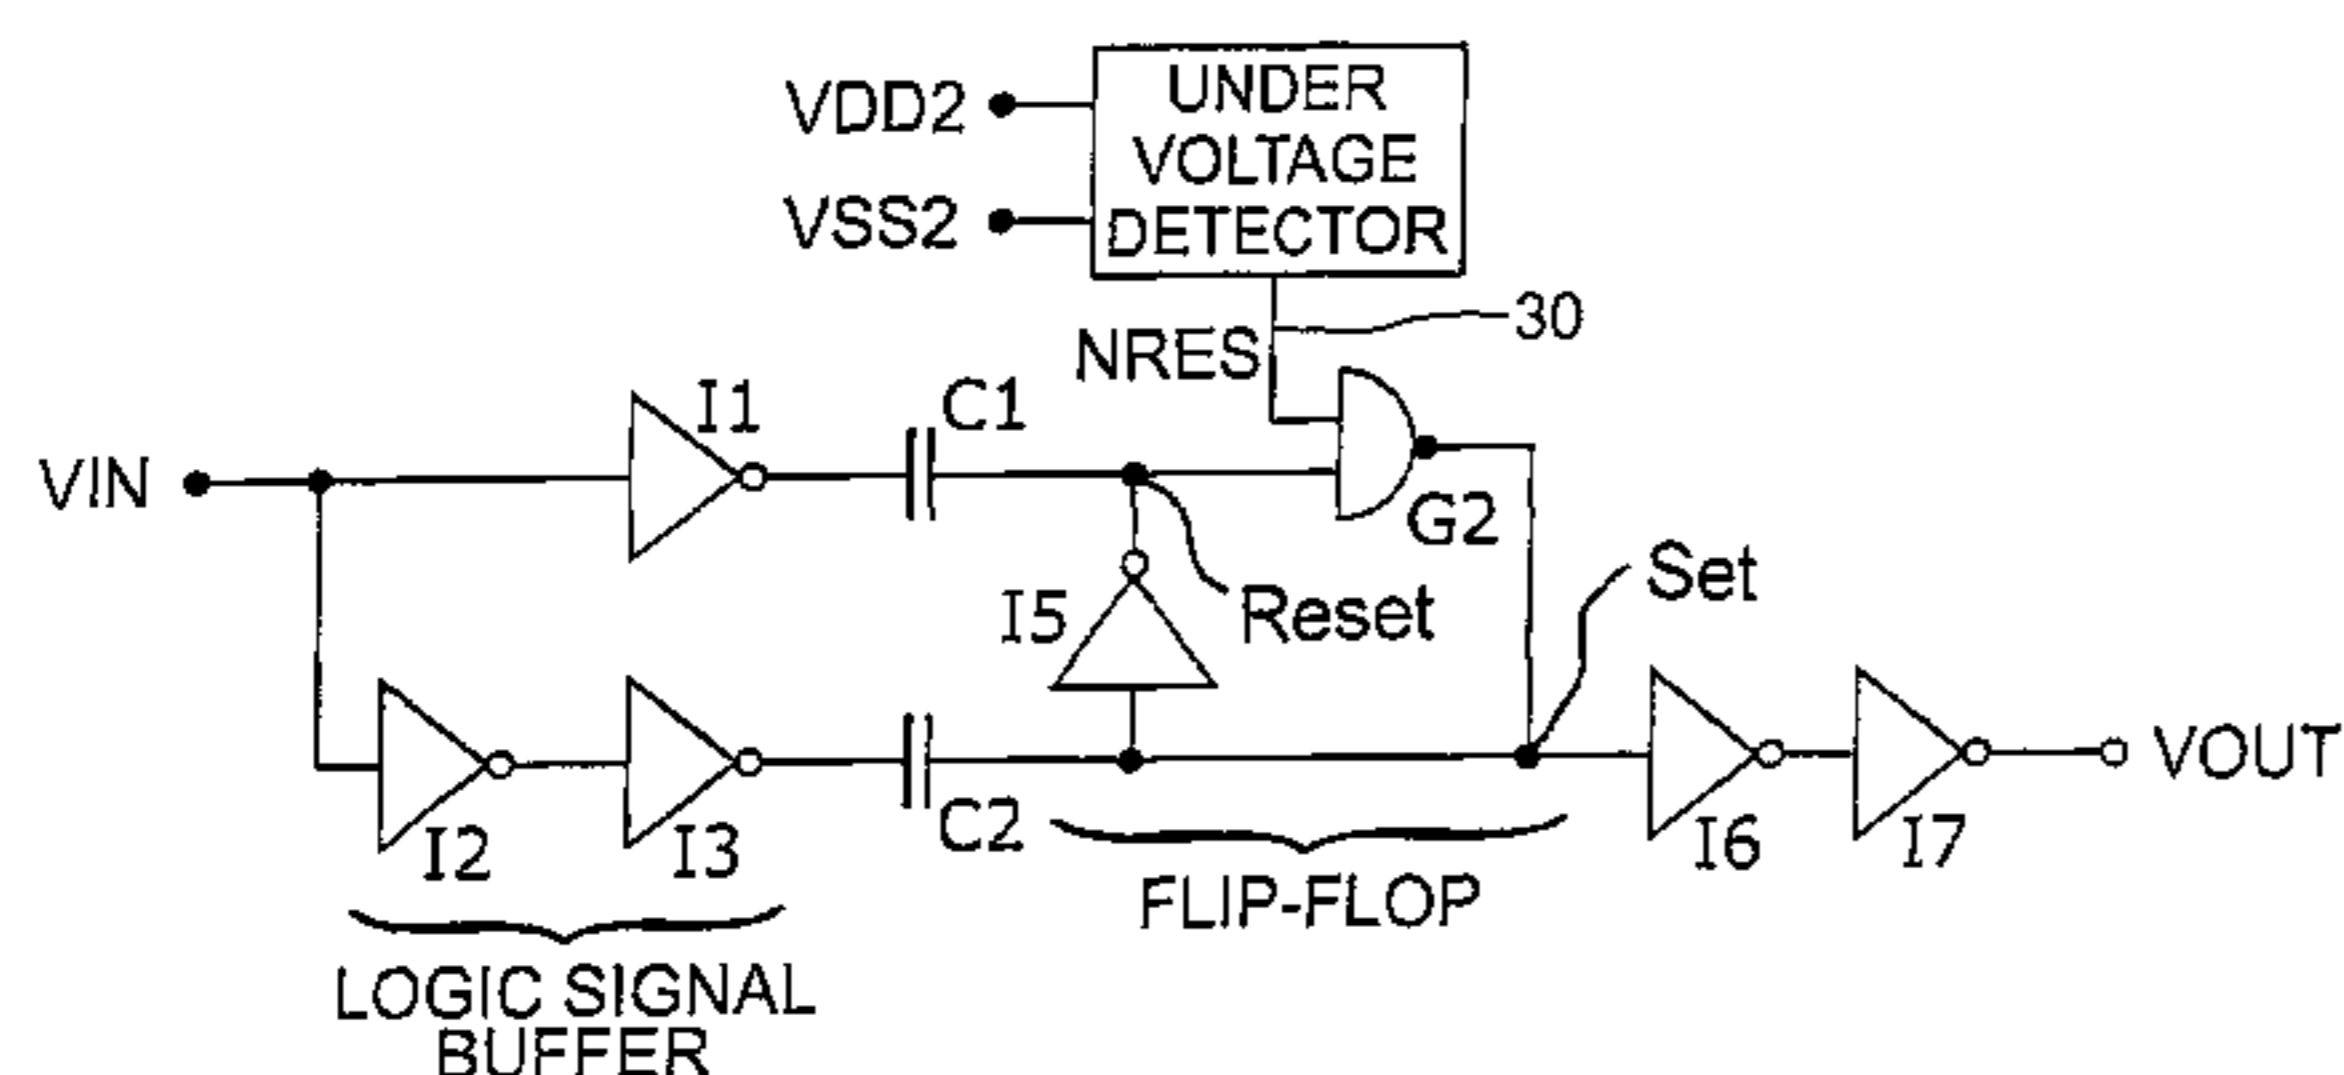 VDD2
VSS2
UNDER
VOLTAGE
DETECTOR
30
NRES
I1
C1
VIN
G2
Set
I5
Reset
VOUT
I2
I3
C2
I6
I7
FLIP-FLOP
LOGIC SIGNAL
BUFFER